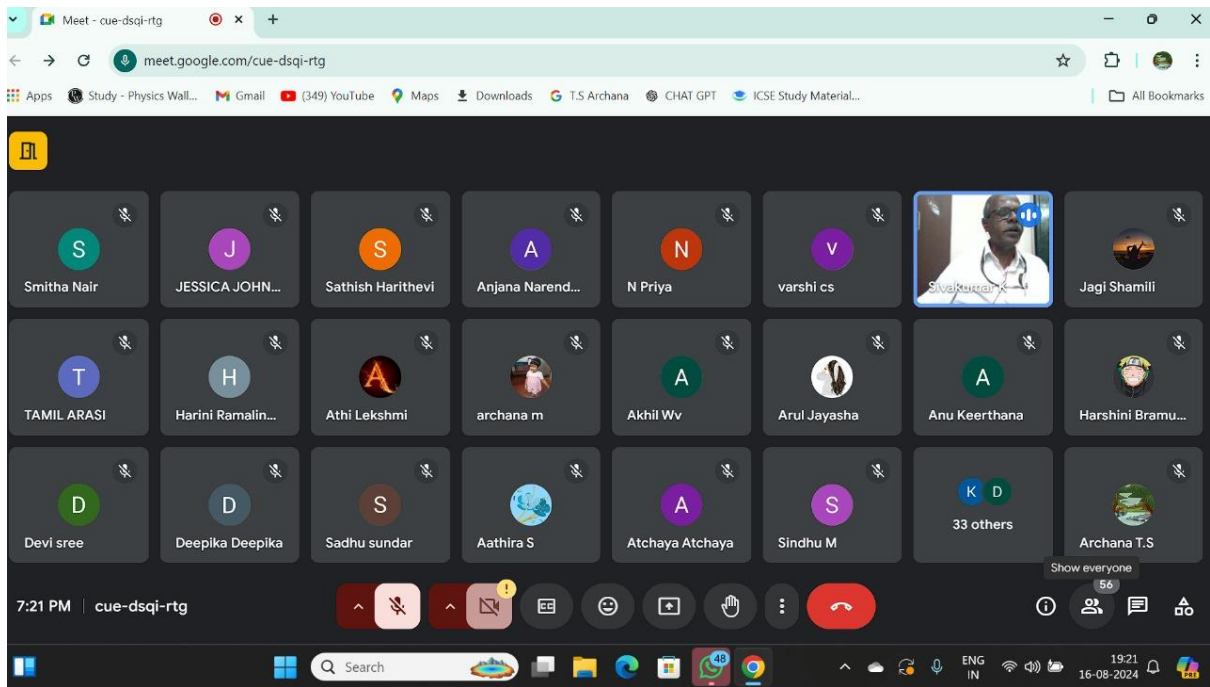 Meet - cue-dsqi-rtg
meet.google.com/cue-dsqi-rtg
Apps Study - Physics Wall... Gmail (349) YouTube Maps Downloads T.S Archana CHAT GPT ICSE Study Material... All Bookmarks
S J S A N v
Smitha Nair JESSICA JOHN... Sathish Harithevi Anjana Narend... N Priya varshi cs Sivakumar K Jagi Shamili
T H A A A
TAMIL ARASI Harini Ramalin... Athi Lekshmi archana m Akhil Wv Arul Jayasha Anu Keerthana Harshini Bramu...
D D S A S K D
Devi sree Deepika Deepika Sadhu sundar Aathira S Atchaya Atchaya Sindhu M 33 others Archana T.S
Show everyone
56
7:21 PM cue-dsqi-rtg
Search 48 ENG 19:21
IN 16-08-2024 PRE